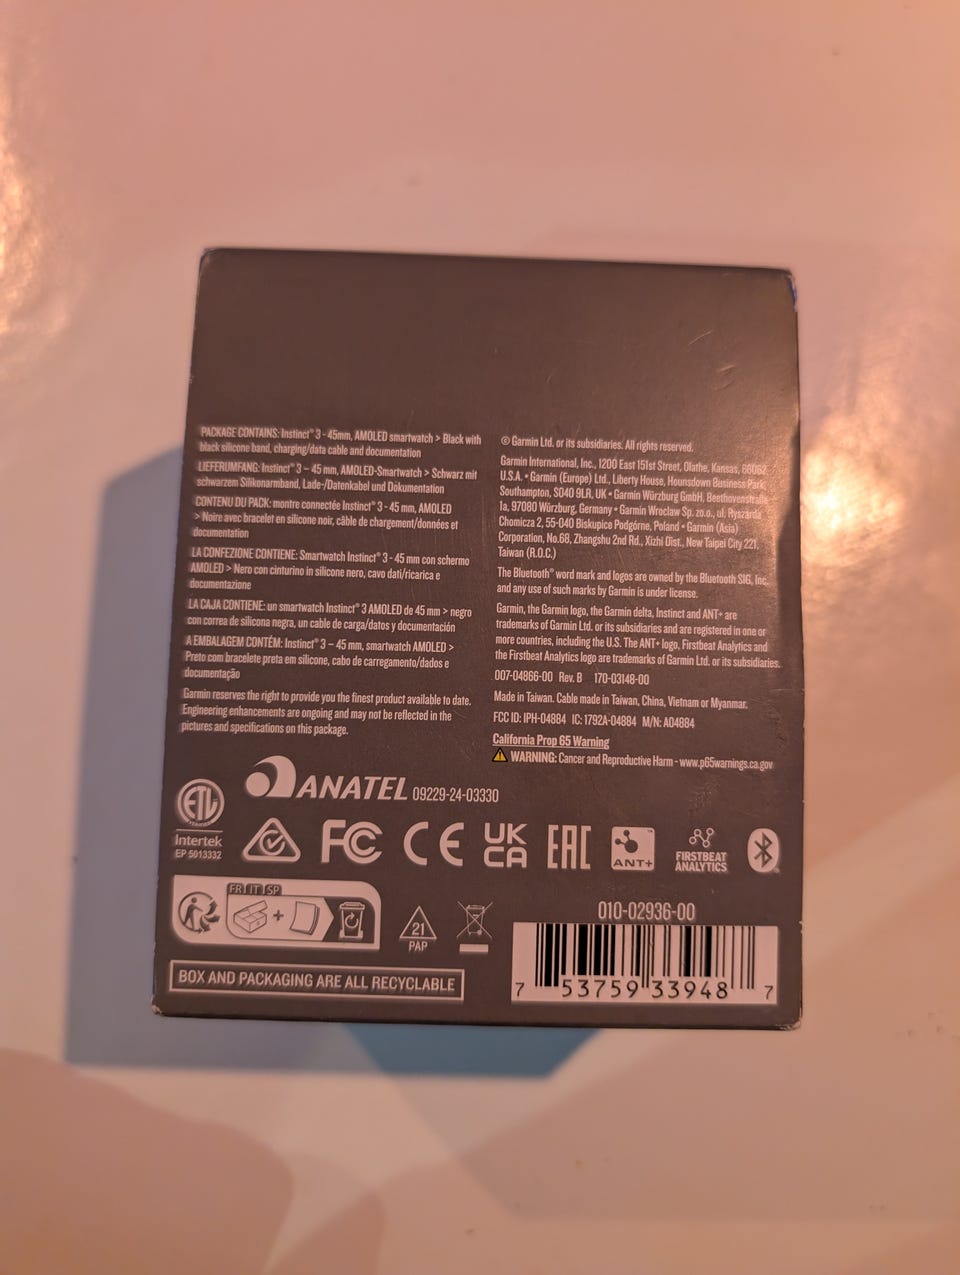 PACKAGE CONTAINS: Instinct® 3 - 45mm, AMOLED smartwatch > Black with
black silicone band, charging/data cable and documentation
LIEFERUMFANG: Instinct® 3 – 45 mm, AMOLED-Smartwatch > Schwarz mit
schwarzem Silikonarmband, Lade-/Datenkabel und Dokumentation
CONTENU DU PACK: montre connectée Instinct® 3 - 45 mm, AMOLED
> Noire avec bracelet en silicone noir, câble de chargement/données et
documentation
LA CONFEZIONE CONTIENE: Smartwatch Instinct® 3 - 45 mm con schermo
AMOLED > Nero con cinturino in silicone nero, cavo dati/ricarica e
documentazione
LA CAJA CONTIENE: un smartwatch Instinct® 3 AMOLED de 45 mm > negro
con correa de silicona negra, un cable de carga/datos y documentación
A EMBALAGEM CONTÉM: Instinct® 3 – 45 mm, smartwatch AMOLED >
Preto com bracelete preta em silicone, cabo de carregamento/dados e
documentação
Garmin reserves the right to provide you the finest product available to date.
Engineering enhancements are ongoing and may not be reflected in the
pictures and specifications on this package.
© Garmin Ltd. or its subsidiaries. All rights reserved.
Garmin International, Inc., 1200 East 151st Street, Olathe, Kansas, 66062
U.S.A. • Garmin (Europe) Ltd., Liberty House, Hounsdown Business Park,
Southampton, SO40 9LR, UK • Garmin Würzburg GmbH, Beethovenstraße
1a, 97080 Würzburg, Germany • Garmin Wroclaw Sp. zo.o., ul. Ryszarda
Chomicza 2, 55-040 Biskupice Podgórne, Poland • Garmin (Asia)
Corporation, No.68, Zhangshu 2nd Rd., Xizhi Dist., New Taipei City 221,
Taiwan (R.O.C.)
The Bluetooth® word mark and logos are owned by the Bluetooth SIG, Inc.
and any use of such marks by Garmin is under license.
Garmin, the Garmin logo, the Garmin delta, Instinct and ANT+ are
trademarks of Garmin Ltd. or its subsidiaries and are registered in one or
more countries, including the U.S. The ANT+ logo, Firstbeat Analytics and
the Firstbeat Analytics logo are trademarks of Garmin Ltd. or its subsidiaries.
007-04866-00 Rev. B 170-03148-00
Made in Taiwan. Cable made in Taiwan, China, Vietnam or Myanmar.
FCC ID: IPH-04884 IC: 1792A-04884 M/N: A04884
California Prop 65 Warning
WARNING: Cancer and Reproductive Harm - www.p65warnings.ca.gov
ETL
Intertek
EP 5013332
ANATEL 09229-24-03330
FC CE UK CA EAC
ANT+
FIRSTBEAT
ANALYTICS
FR IT SP
+
21
PAP
BOX AND PACKAGING ARE ALL RECYCLABLE
010-02936-00
7 53759 33948 7